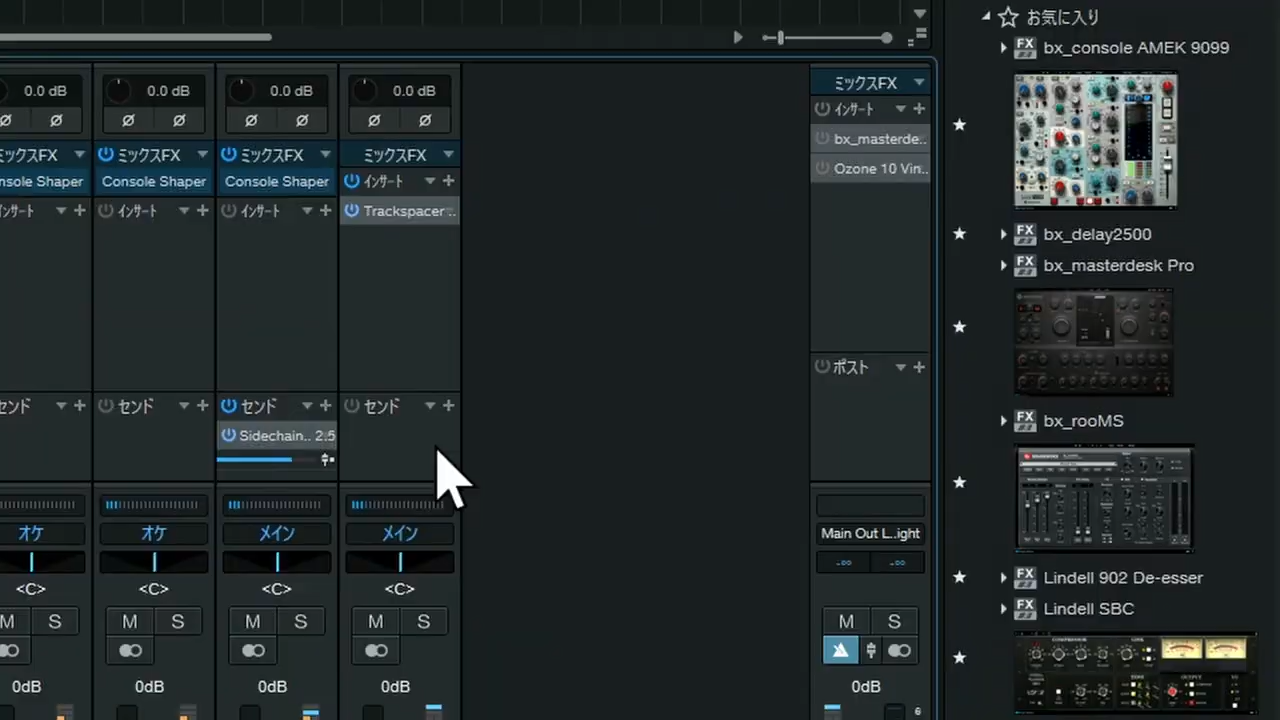 お気に入り
FX bx_console AMEK 9099
0.0 dB 0.0 dB 0.0 dB 0.0 dB
ミックスFX
ックスFX ミックスFX ミックスFX ミックスFX
インサート
bx_masterde..
Ozone 10 Vin..
nsole Shaper Console Shaper Console Shaper インサート
ンサート インサート インサート Trackspacer ..
FX bx_delay2500
FX bx_masterdesk Pro
ポスト
センド センド センド センド
Sidechain.. 2.5
FX bx_rooMS
オケ オケ メイン メイン Main Out L..ight
-∞ -∞
<C> <C> <C> <C>
FX Lindell 902 De-esser
FX Lindell SBC
M S M S M S M S M S
0dB 0dB 0dB 0dB 0dB
6